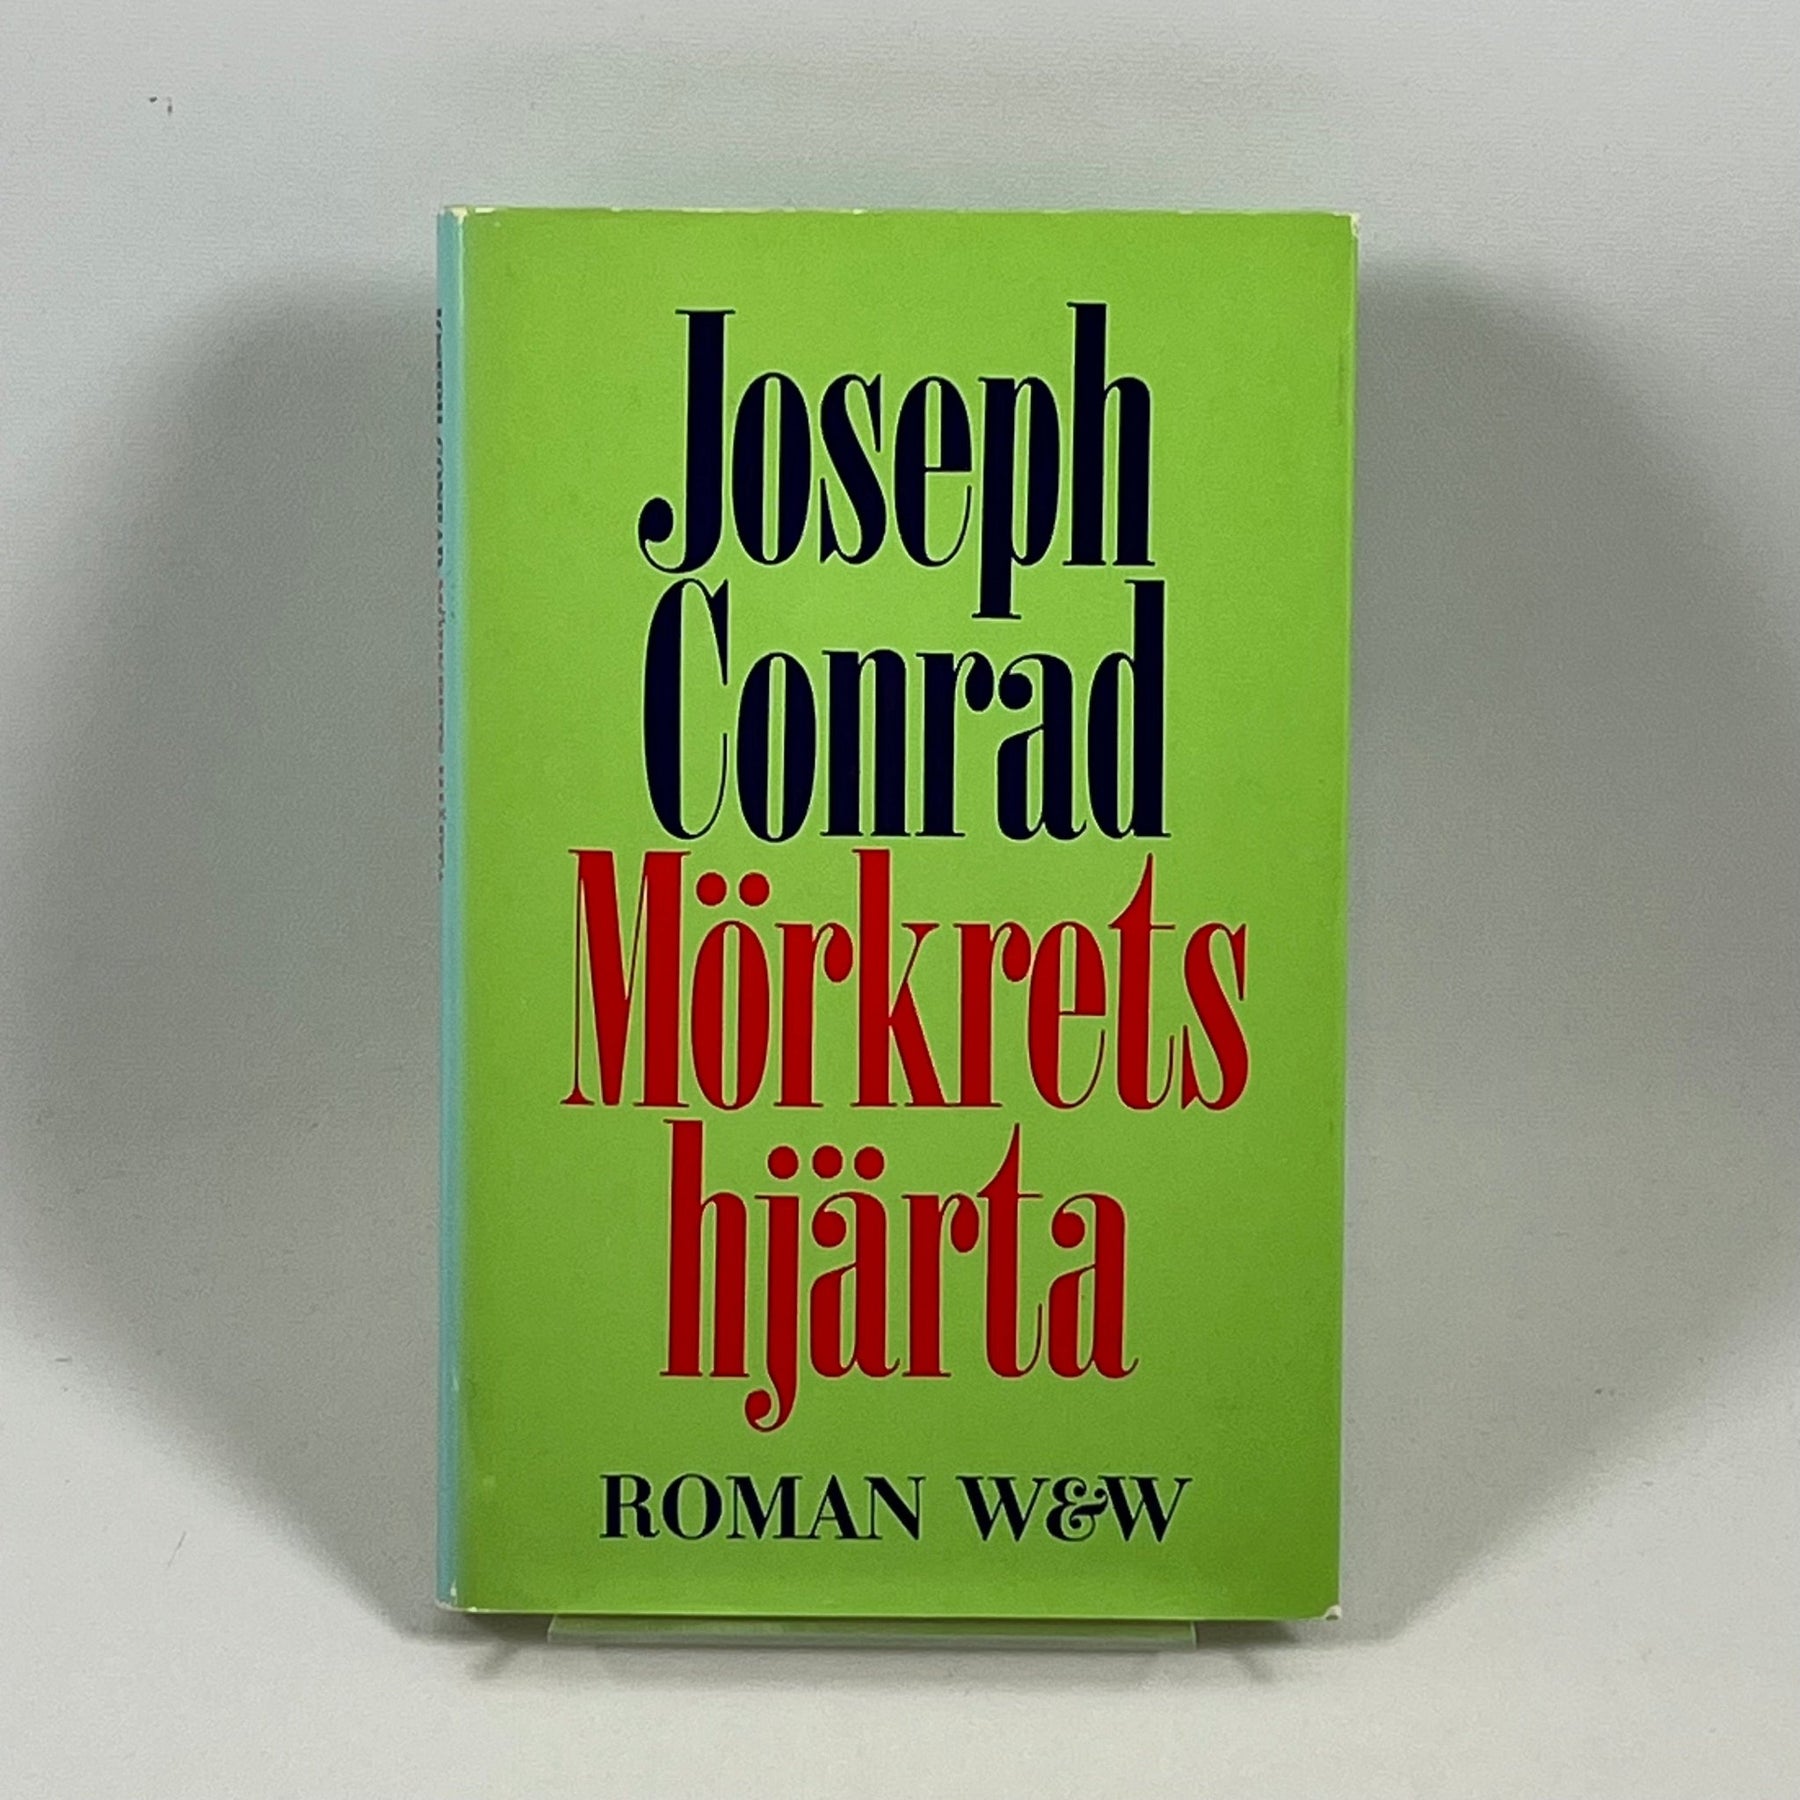 Joseph
Conrad
Mörkrets
hjärta
ROMAN W&W